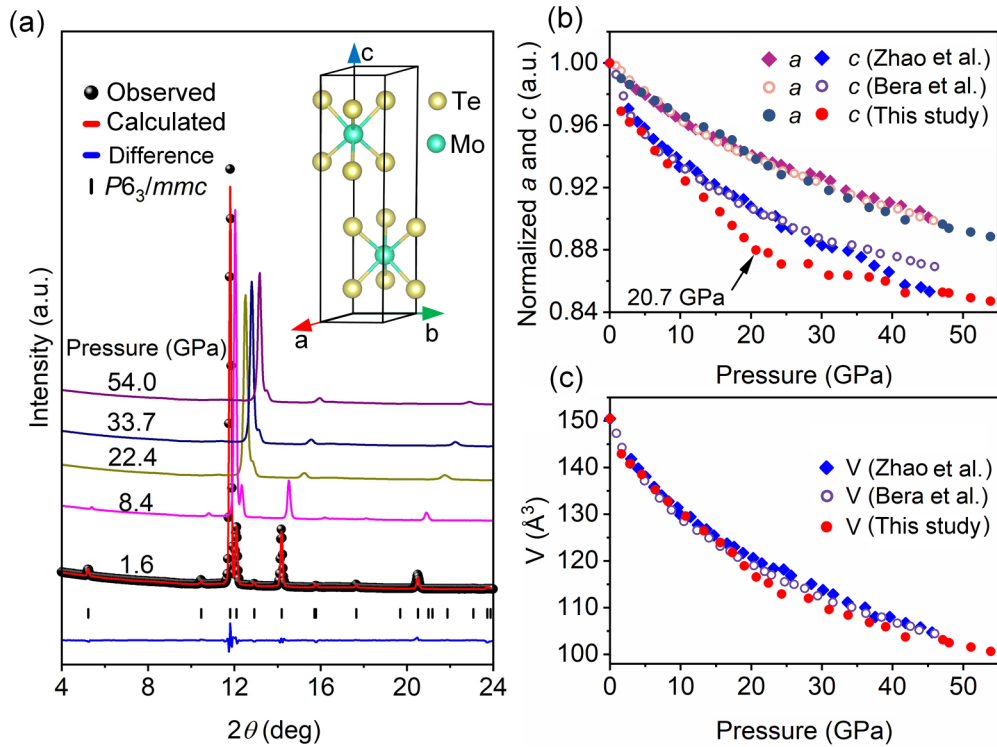 (a)
c
Observed
Calculated
Difference
P6₃/mmc
Te
Mo
a
b
Intensity (a.u.)
Pressure (GPa)
54.0
33.7
22.4
8.4
1.6
4 8 12 16 20 24
2θ (deg)
(b)
Normalized a and c (a.u.)
1.00
0.96
0.92
0.88
0.84
a c (Zhao et al.)
a c (Bera et al.)
a c (This study)
20.7 GPa
0 10 20 30 40 50
Pressure (GPa)
(c)
V (Å³)
150
140
130
120
110
100
V (Zhao et al.)
V (Bera et al.)
V (This study)
0 10 20 30 40 50
Pressure (GPa)